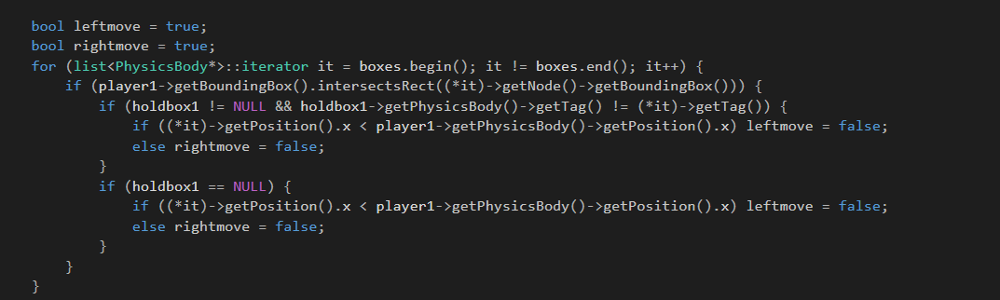 bool leftmove = true;
bool rightmove = true;
for (list<PhysicsBody*>::iterator it = boxes.begin(); it != boxes.end(); it++) {
    if (player1->getBoundingBox().intersectsRect((*it)->getNode()->getBoundingBox())) {
        if (holdbox1 != NULL && holdbox1->getPhysicsBody()->getTag() != (*it)->getTag()) {
            if ((*it)->getPosition().x < player1->getPhysicsBody()->getPosition().x) leftmove = false;
            else rightmove = false;
        }
        if (holdbox1 == NULL) {
            if ((*it)->getPosition().x < player1->getPhysicsBody()->getPosition().x) leftmove = false;
            else rightmove = false;
        }
    }
}